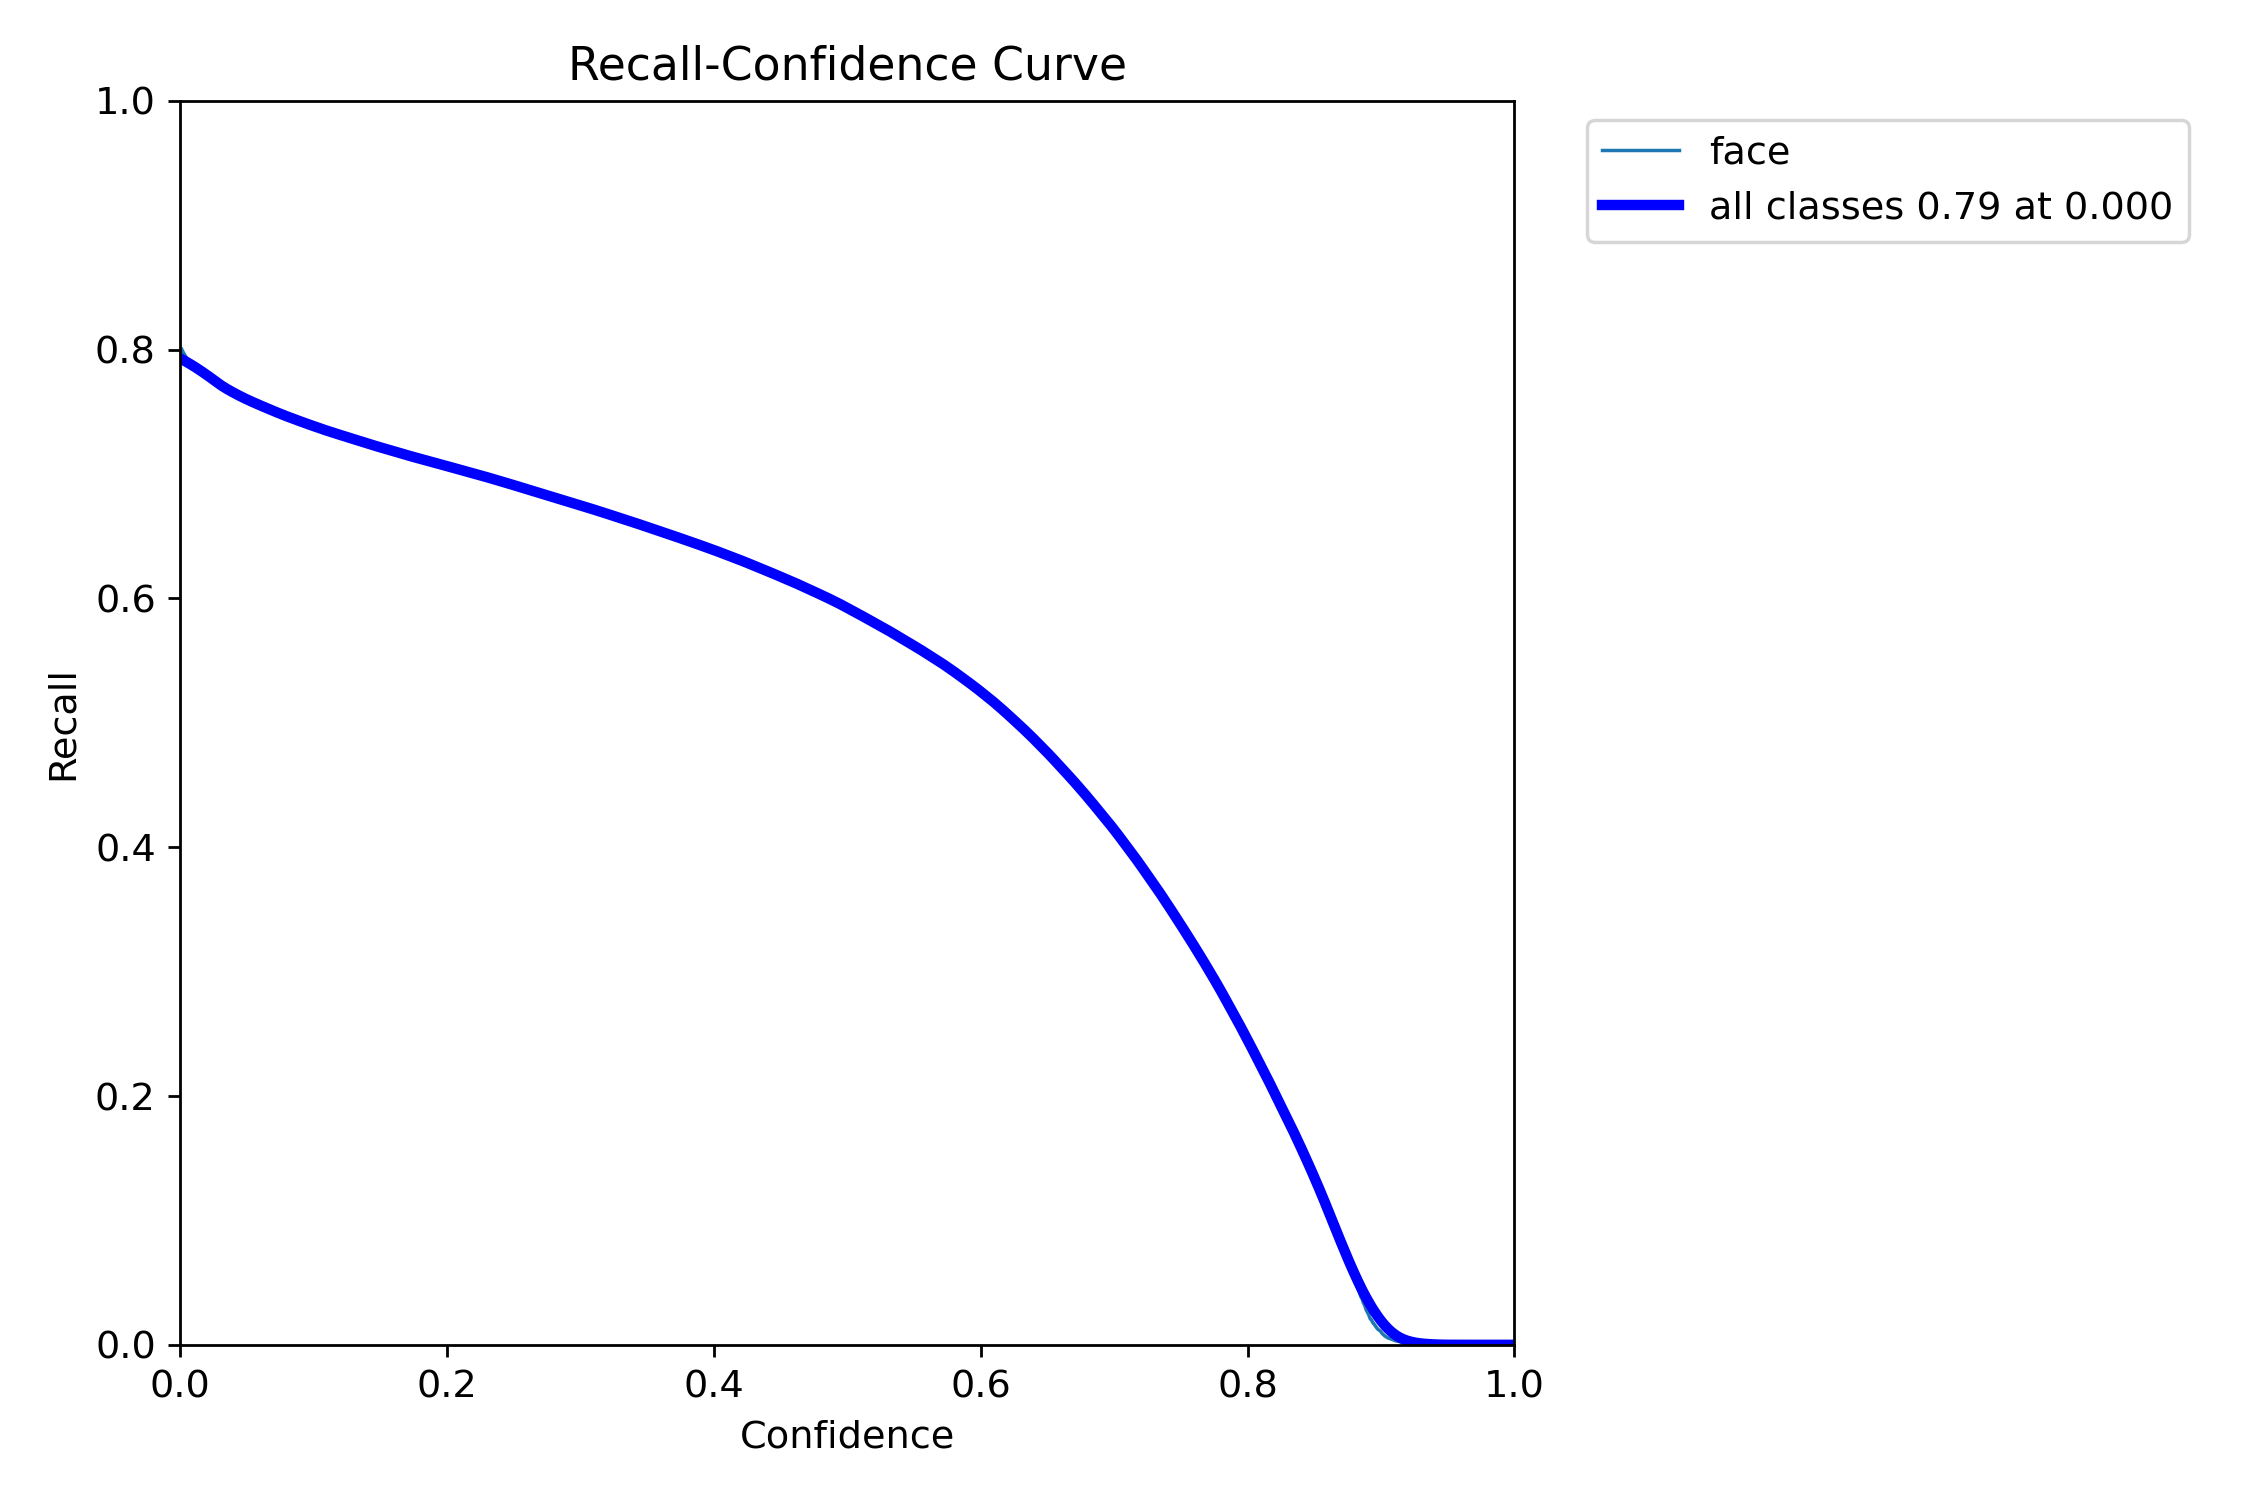 Recall-Confidence Curve
1.0
0.8
0.6
0.4
0.2
0.0
Recall
0.0 0.2 0.4 0.6 0.8 1.0
Confidence
face
all classes 0.79 at 0.000